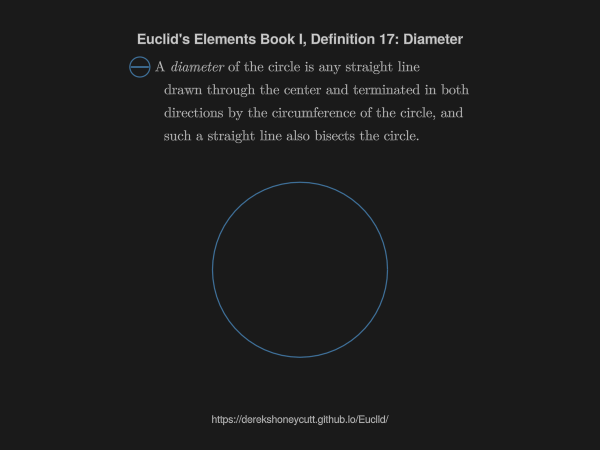 Euclid's Elements Book I, Definition 17: Diameter
A diameter of the circle is any straight line
drawn through the center and terminated in both
directions by the circumference of the circle, and
such a straight line also bisects the circle.
https://derekshoneycutt.github.io/Euclid/